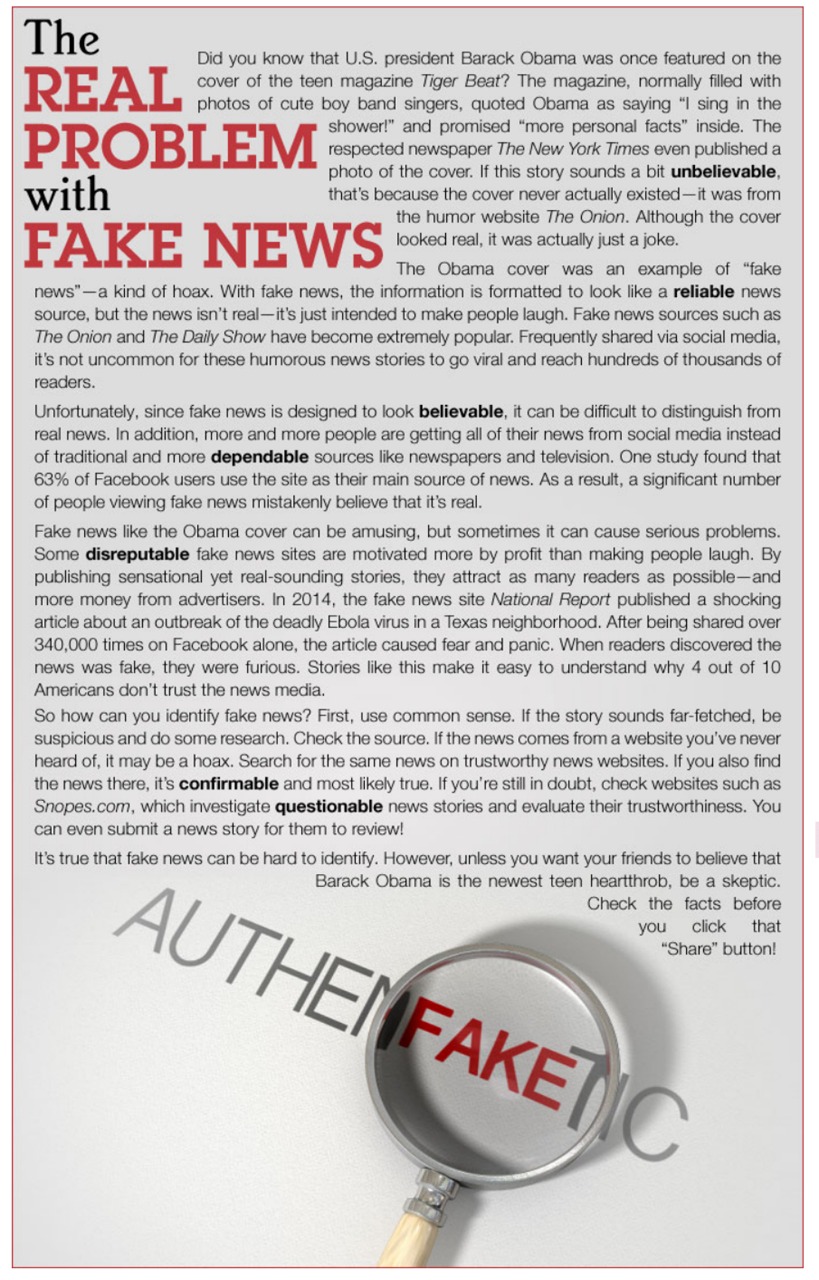 The
REAL
PROBLEM
with
FAKE NEWS
Did you know that U.S. president Barack Obama was once featured on the
cover of the teen magazine Tiger Beat? The magazine, normally filled with
photos of cute boy band singers, quoted Obama as saying “I sing in the
shower!” and promised “more personal facts” inside. The
respected newspaper The New York Times even published a
photo of the cover. If this story sounds a bit unbelievable,
that’s because the cover never actually existed—it was from
the humor website The Onion. Although the cover
looked real, it was actually just a joke.
The Obama cover was an example of “fake
news”—a kind of hoax. With fake news, the information is formatted to look like a reliable news
source, but the news isn’t real—it’s just intended to make people laugh. Fake news sources such as
The Onion and The Daily Show have become extremely popular. Frequently shared via social media,
it’s not uncommon for these humorous news stories to go viral and reach hundreds of thousands of
readers.
Unfortunately, since fake news is designed to look believable, it can be difficult to distinguish from
real news. In addition, more and more people are getting all of their news from social media instead
of traditional and more dependable sources like newspapers and television. One study found that
63% of Facebook users use the site as their main source of news. As a result, a significant number
of people viewing fake news mistakenly believe that it’s real.
Fake news like the Obama cover can be amusing, but sometimes it can cause serious problems.
Some disreputable fake news sites are motivated more by profit than making people laugh. By
publishing sensational yet real-sounding stories, they attract as many readers as possible—and
more money from advertisers. In 2014, the fake news site National Report published a shocking
article about an outbreak of the deadly Ebola virus in a Texas neighborhood. After being shared over
340,000 times on Facebook alone, the article caused fear and panic. When readers discovered the
news was fake, they were furious. Stories like this make it easy to understand why 4 out of 10
Americans don’t trust the news media.
So how can you identify fake news? First, use common sense. If the story sounds far-fetched, be
suspicious and do some research. Check the source. If the news comes from a website you’ve never
heard of, it may be a hoax. Search for the same news on trustworthy news websites. If you also find
the news there, it’s confirmable and most likely true. If you’re still in doubt, check websites such as
Snopes.com, which investigate questionable news stories and evaluate their trustworthiness. You
can even submit a news story for them to review!
It’s true that fake news can be hard to identify. However, unless you want your friends to believe that
Barack Obama is the newest teen heartthrob, be a skeptic.
Check the facts before
you click that
“Share” button!
AUTHENFAKETIC